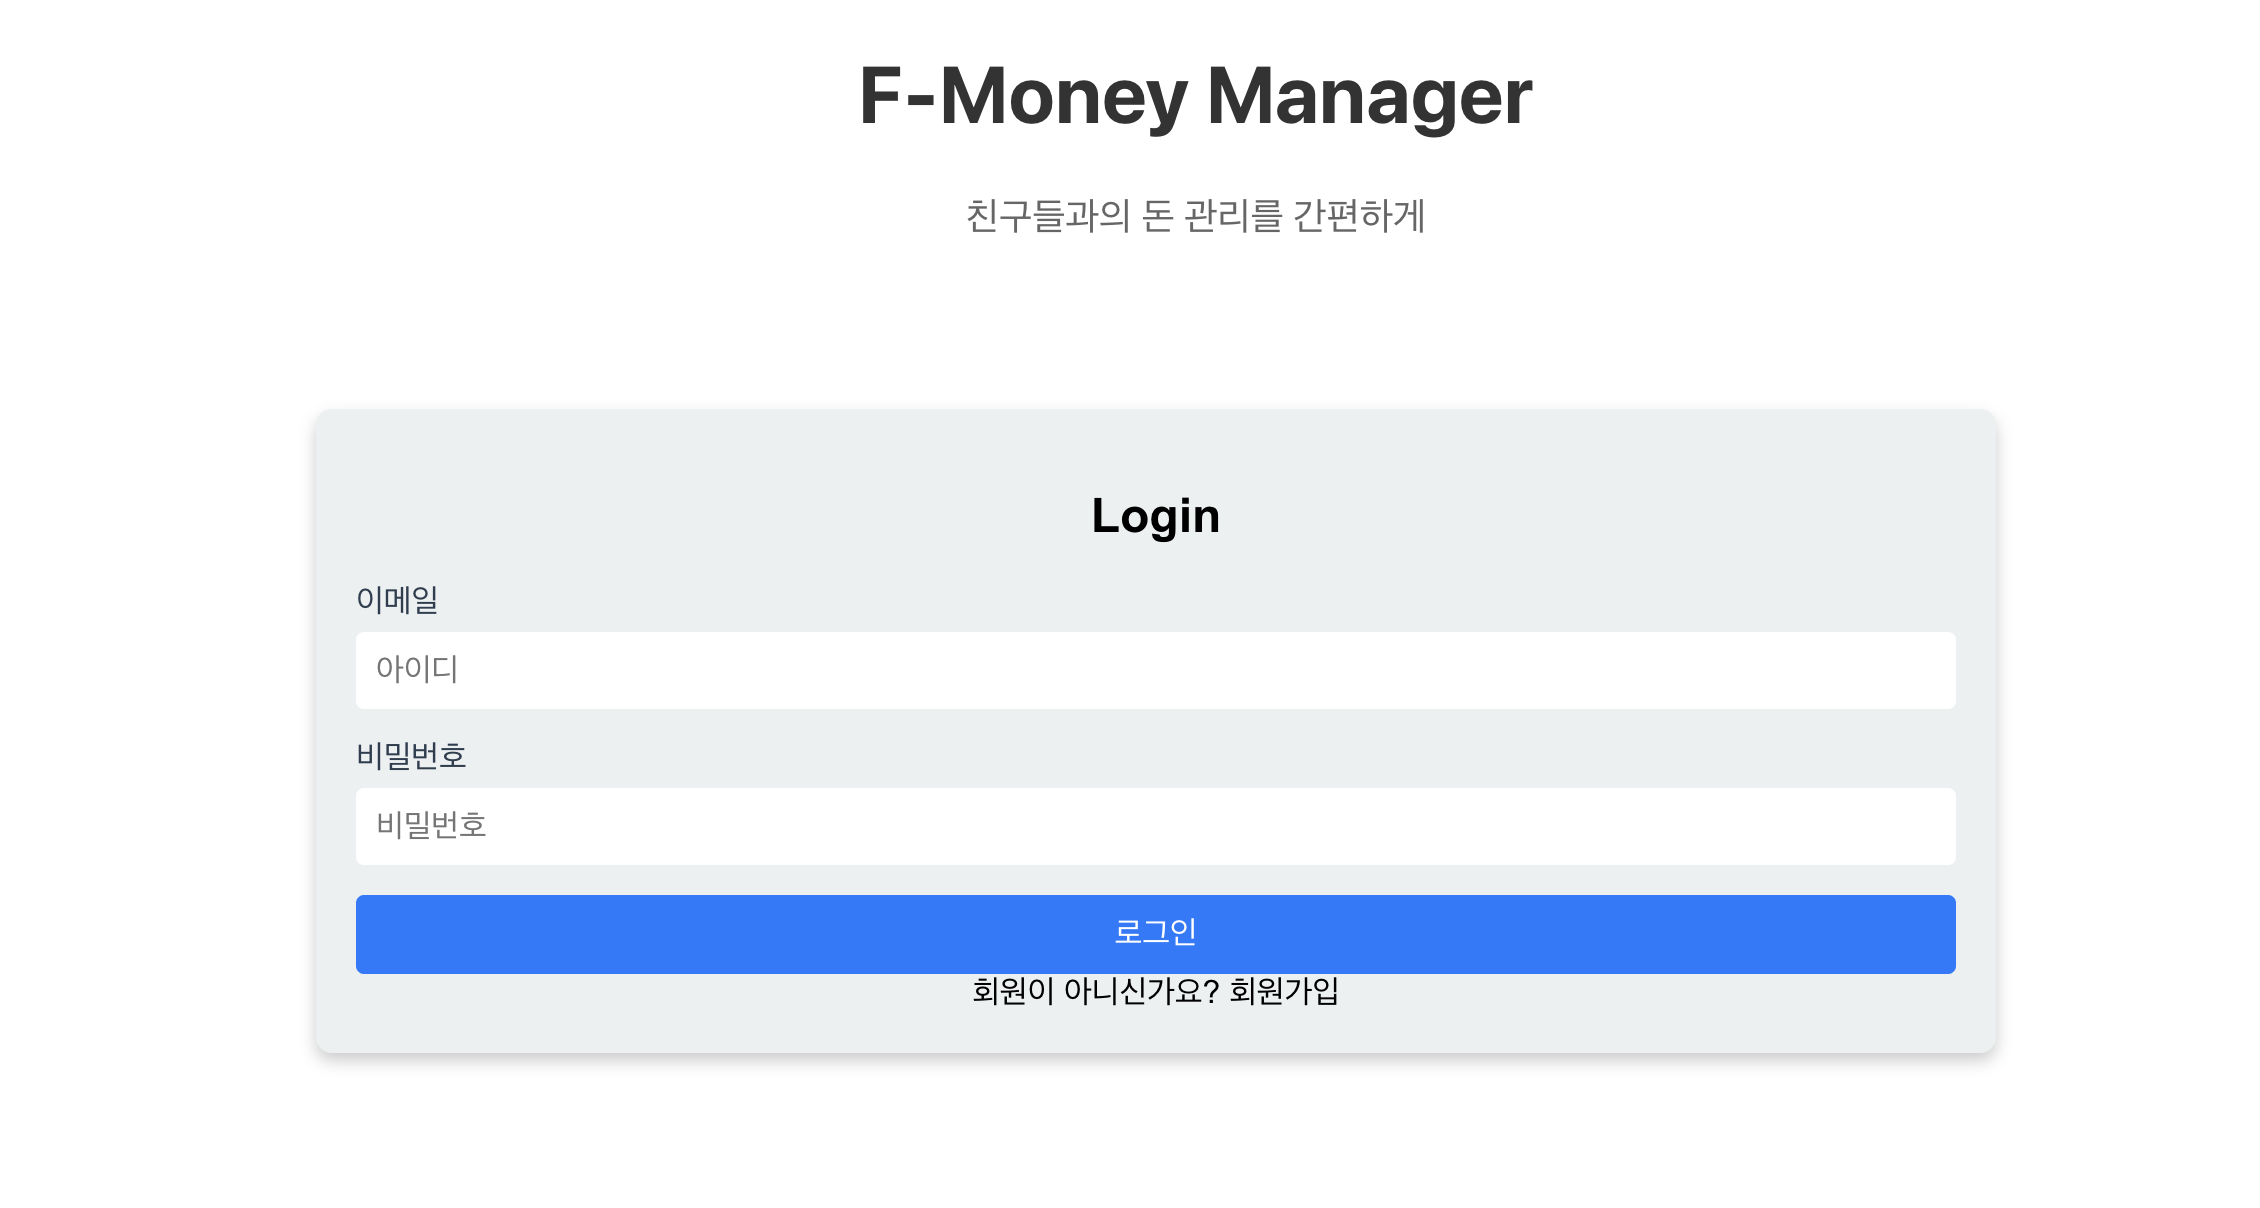 F-Money Manager
친구들과의 돈 관리를 간편하게
Login
이메일
아이디
비밀번호
비밀번호
로그인
회원이 아니신가요? 회원가입